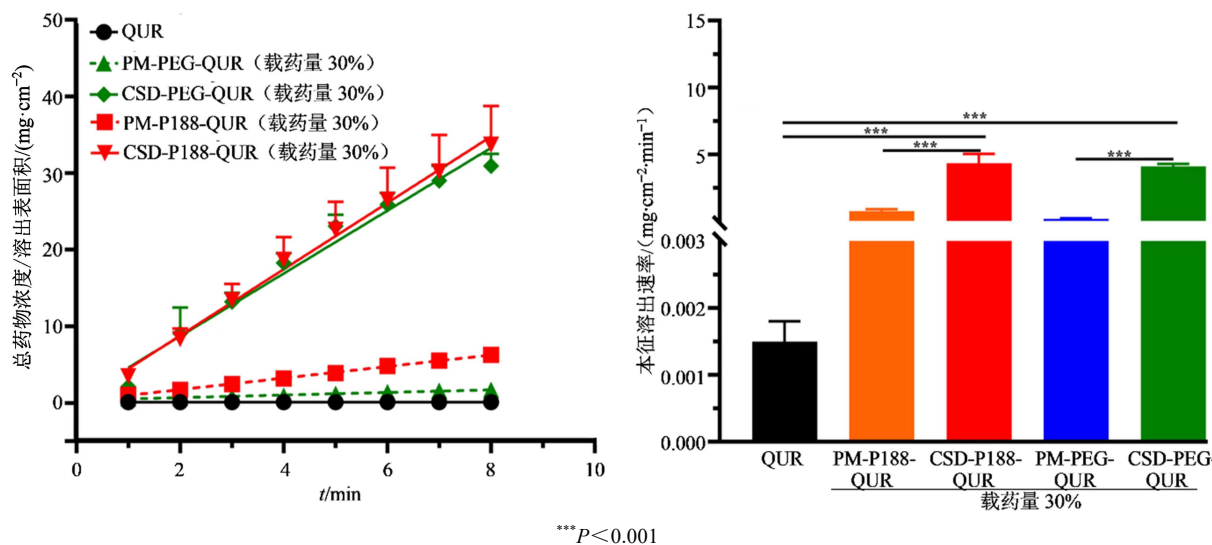 总药物浓度/溶出表面积/(mg·cm⁻²)
50
40
30
20
10
0
QUR
PM-PEG-QUR（载药量 30%）
CSD-PEG-QUR（载药量 30%）
PM-P188-QUR（载药量 30%）
CSD-P188-QUR（载药量 30%）
0 2 4 6 8 10
t/min
本征溶出速率/(mg·cm⁻²·min⁻¹)
15
10
5
0.003
0.002
0.001
0.000
***
***
*** ***
QUR PM-P188- CSD-P188- PM-PEG- CSD-PEG-
QUR QUR QUR QUR
载药量 30%
***P＜0.001